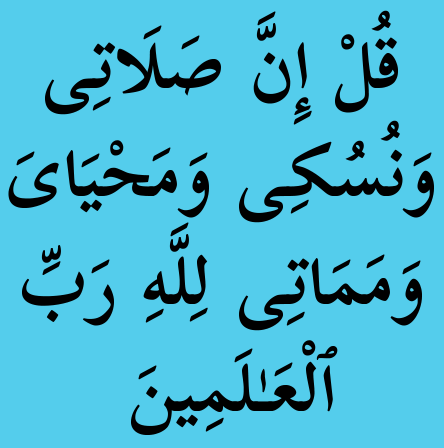 قُلْ إِنَّ صَلَاتِى
وَنُسُكِى وَمَحْيَاىَ
وَمَمَاتِى لِلَّهِ رَبِّ
ٱلْعَـٰلَمِينَ